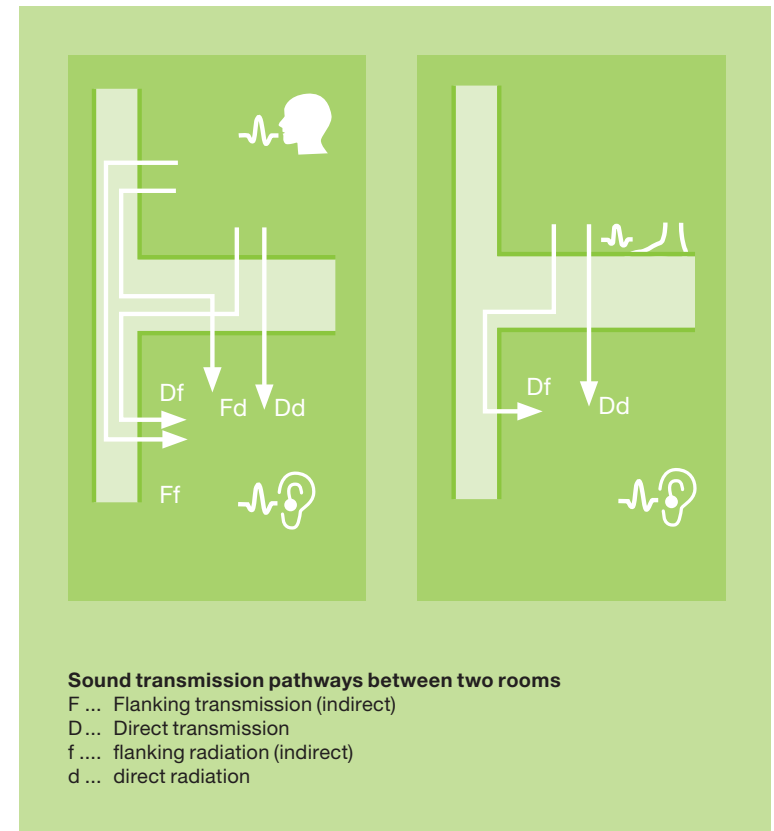 Df
Fd
Dd
Ff
Df
Dd
Sound transmission pathways between two rooms
F ... Flanking transmission (indirect)
D ... Direct transmission
f .... flanking radiation (indirect)
d ... direct radiation